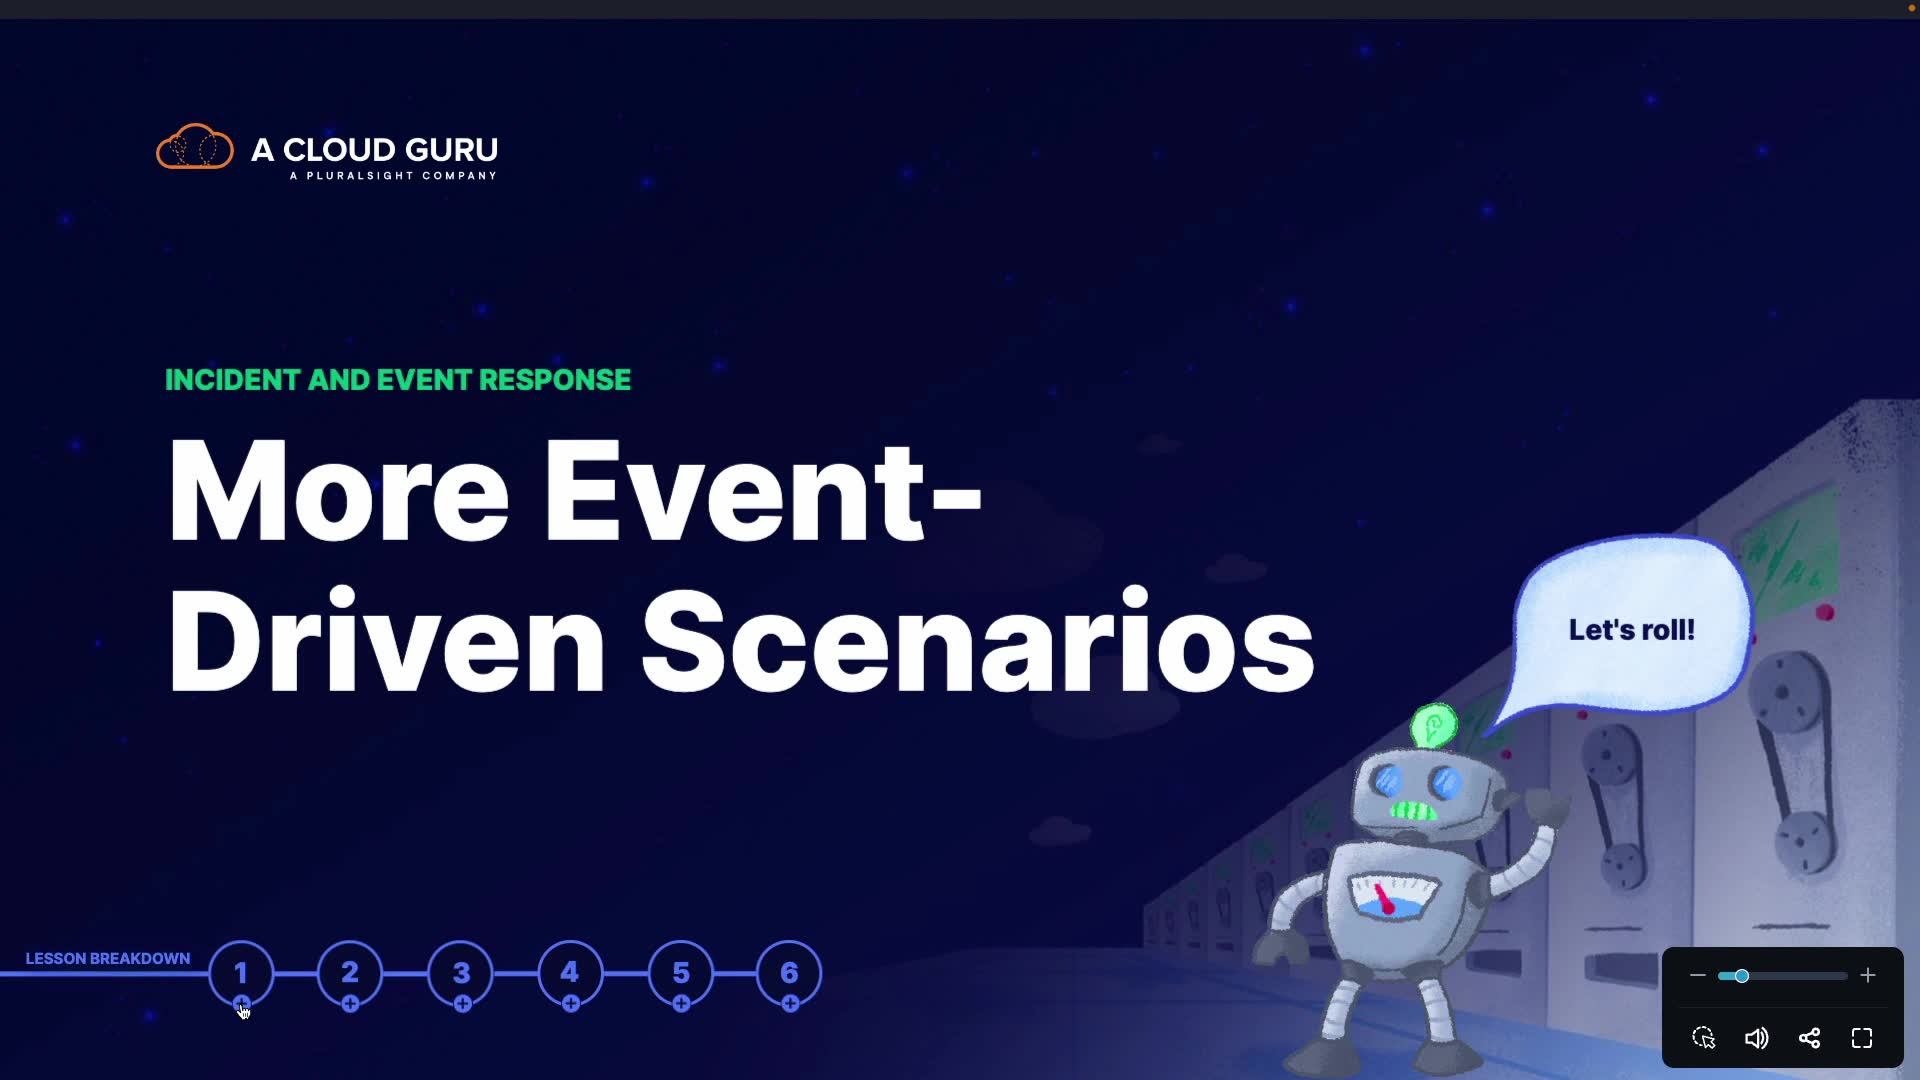 A CLOUD GURU
A PLURALSIGHT COMPANY
INCIDENT AND EVENT RESPONSE
More Event-
Driven Scenarios
Let's roll!
LESSON BREAKDOWN
1 2 3 4 5 6